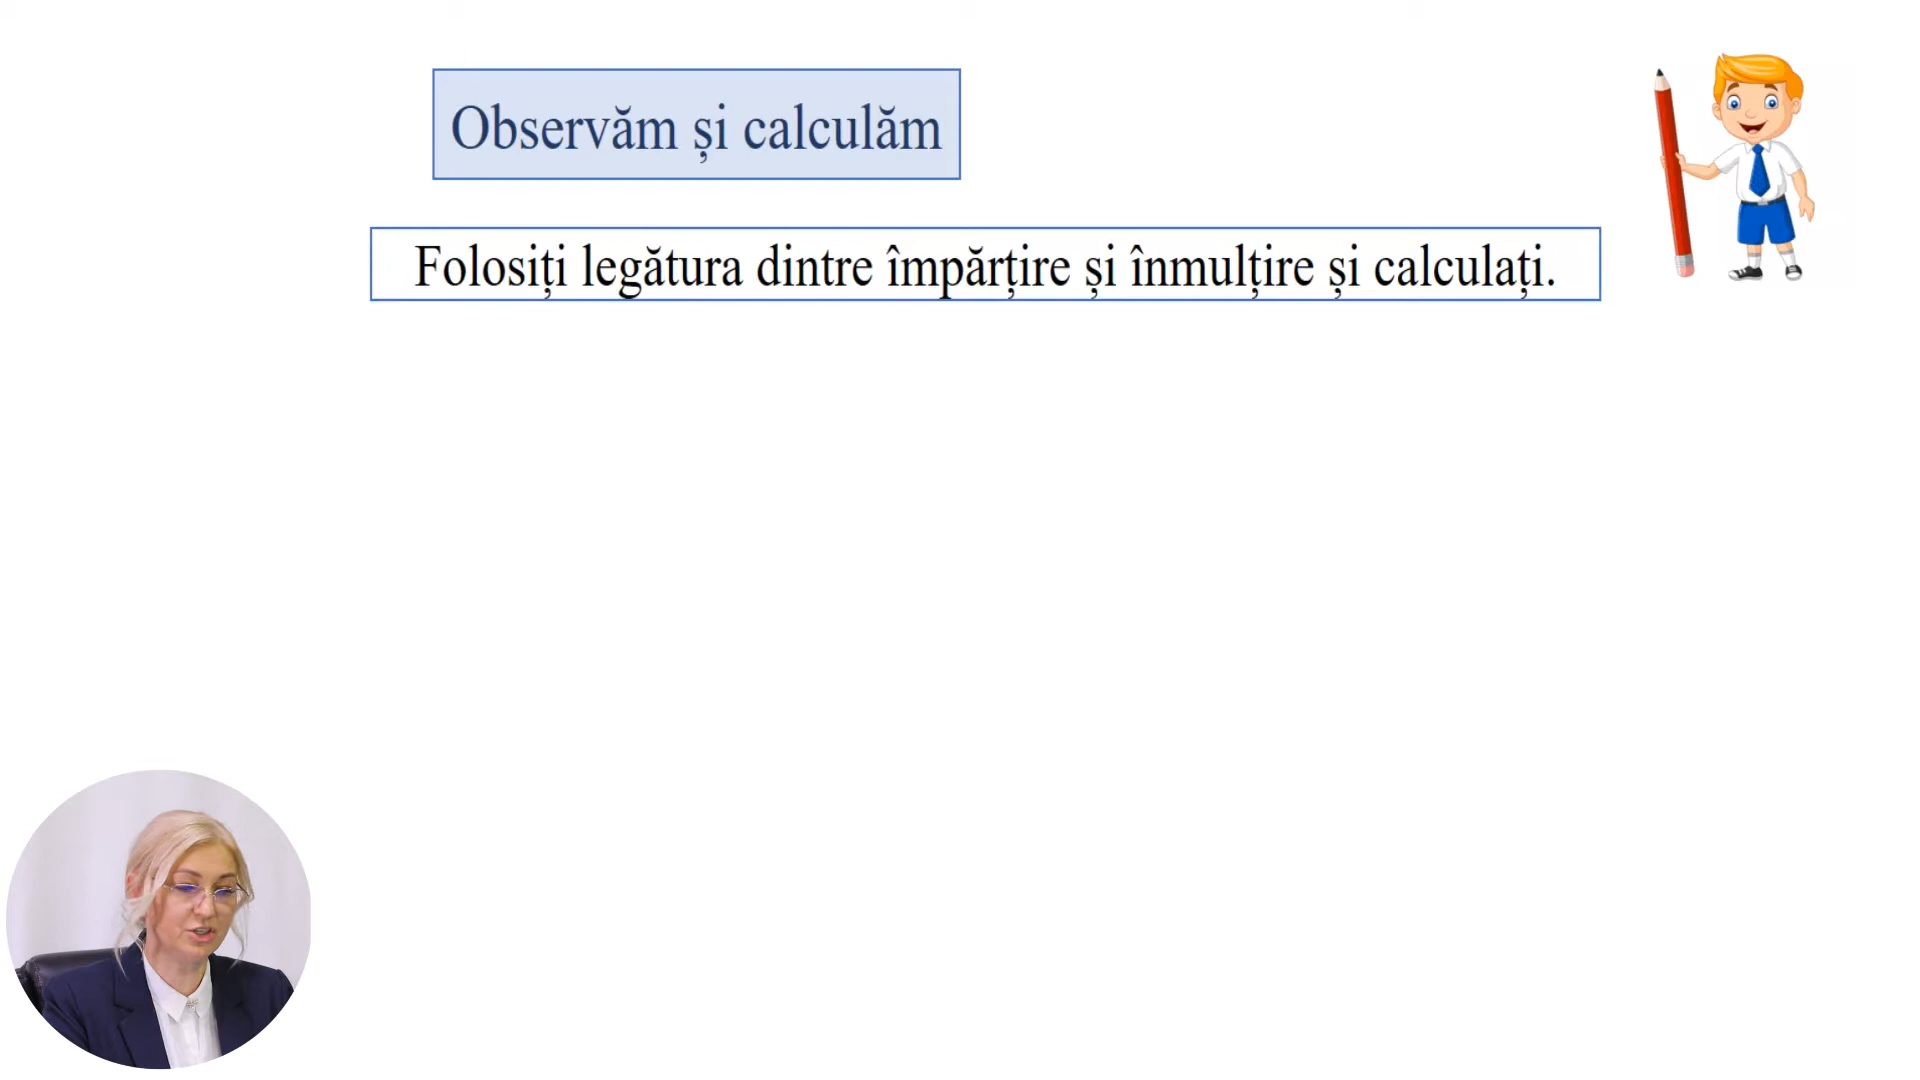 Observăm și calculăm
Folosiți legătura dintre împărțire și înmulțire și calculați.